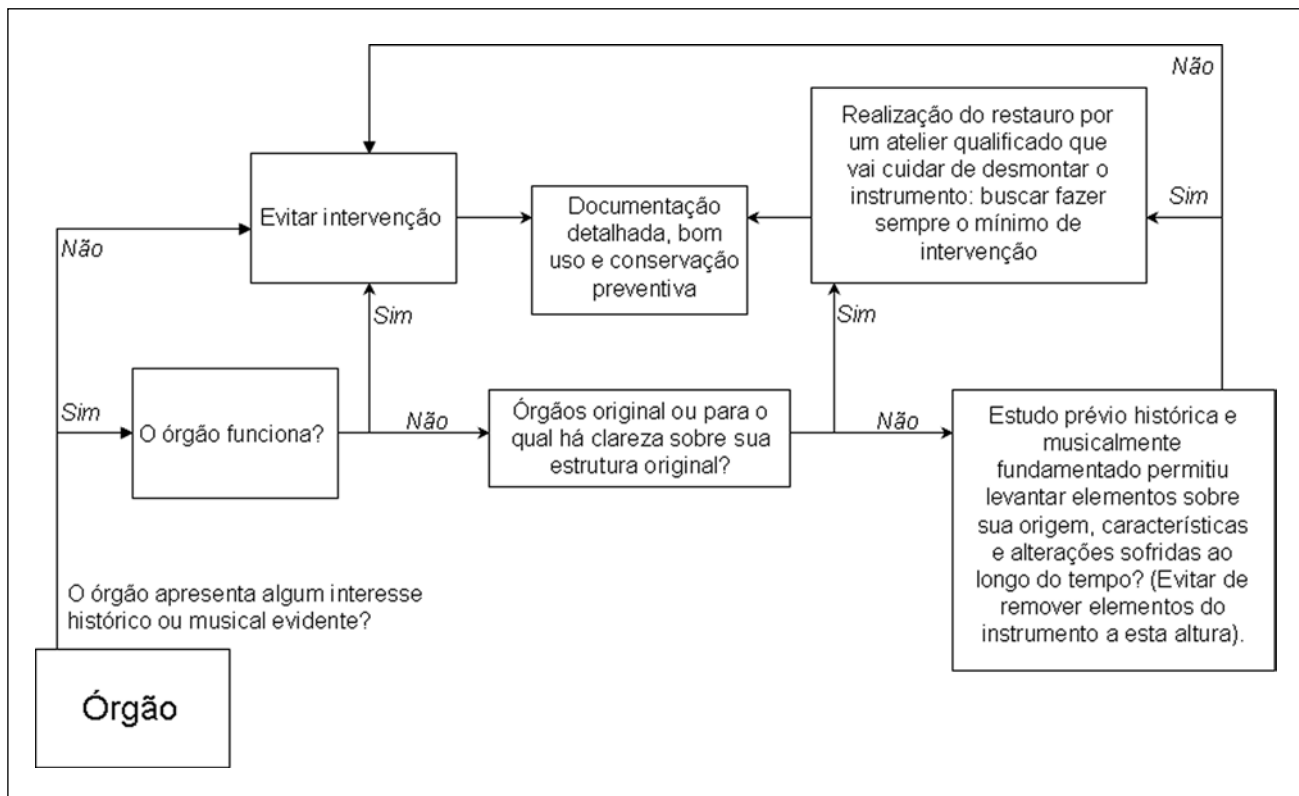 Não
Realização do restauro por
um atelier qualificado que
vai cuidar de desmontar o
instrumento: buscar fazer
sempre o mínimo de
intervenção
Sim
Evitar intervenção
Documentação
detalhada, bom
uso e conservação
preventiva
Não
Sim
Sim
Sim
O órgão funciona?
Não
Órgãos original ou para o
qual há clareza sobre sua
estrutura original?
Não
Estudo prévio histórica e
musicalmente
fundamentado permitiu
levantar elementos sobre
sua origem, características
e alterações sofridas ao
longo do tempo? (Evitar de
remover elementos do
instrumento a esta altura).
O órgão apresenta algum interesse
histórico ou musical evidente?
Órgão